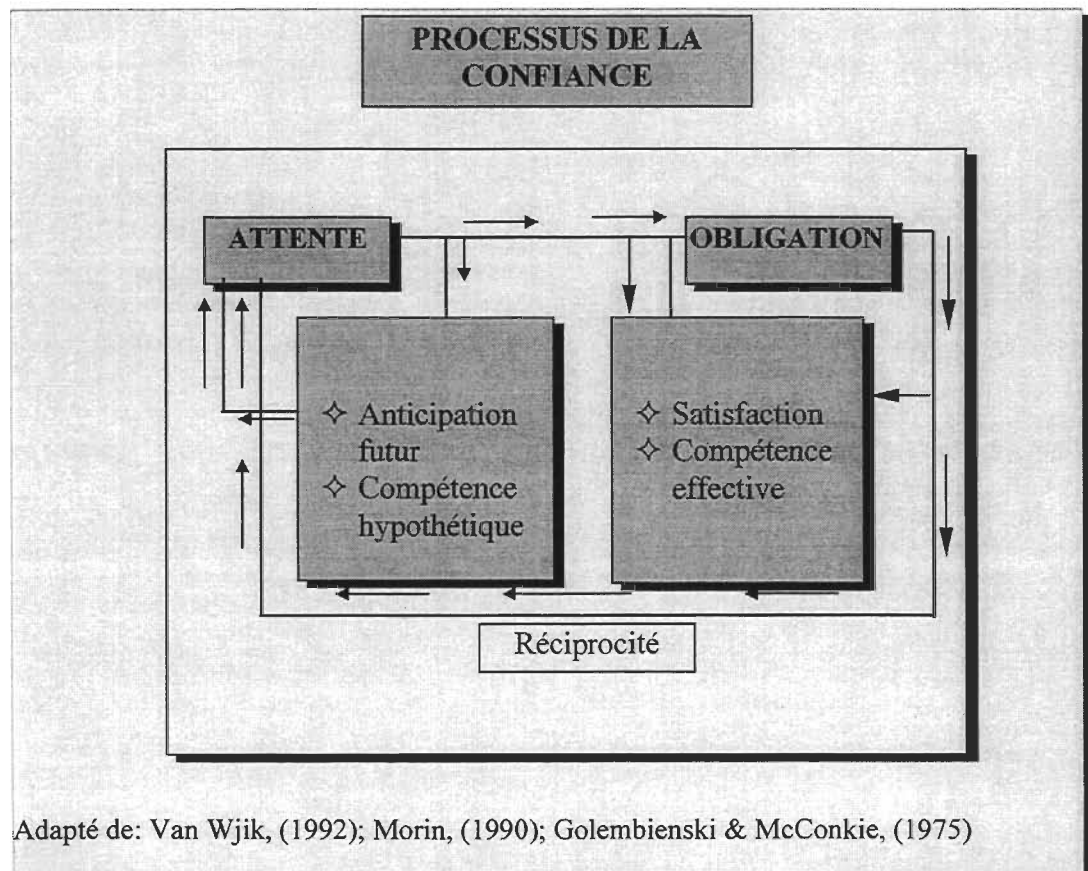 PROCESSUS DE LA
CONFIANCE
ATTENTE
OBLIGATION
✧ Anticipation
futur
✧ Compétence
hypothétique
✧ Satisfaction
✧ Compétence
effective
Réciprocité
Adapté de: Van Wjik, (1992); Morin, (1990); Golembienski & McConkie, (1975)